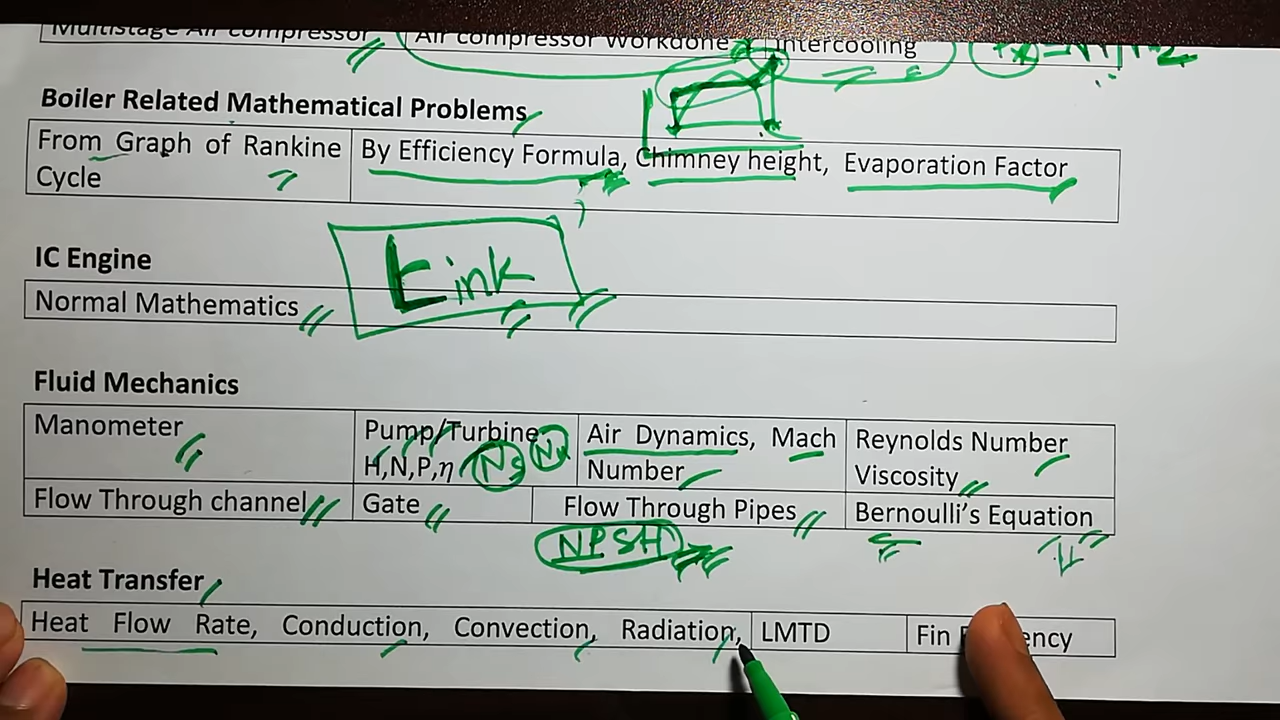 Multistage Air compressor Air compressor Workdone Intercooling
Boiler Related Mathematical Problems
From Graph of Rankine Cycle
By Efficiency Formula, Chimney height, Evaporation Factor
IC Engine
Link
Normal Mathematics
Fluid Mechanics
Manometer
Pump/Turbine
H,N,P,η Ns Nu
Air Dynamics, Mach
Number
Reynolds Number
Viscosity
Flow Through channel Gate Flow Through Pipes Bernoulli's Equation
NPSH
Heat Transfer
Heat Flow Rate, Conduction, Convection, Radiation, LMTD Fin